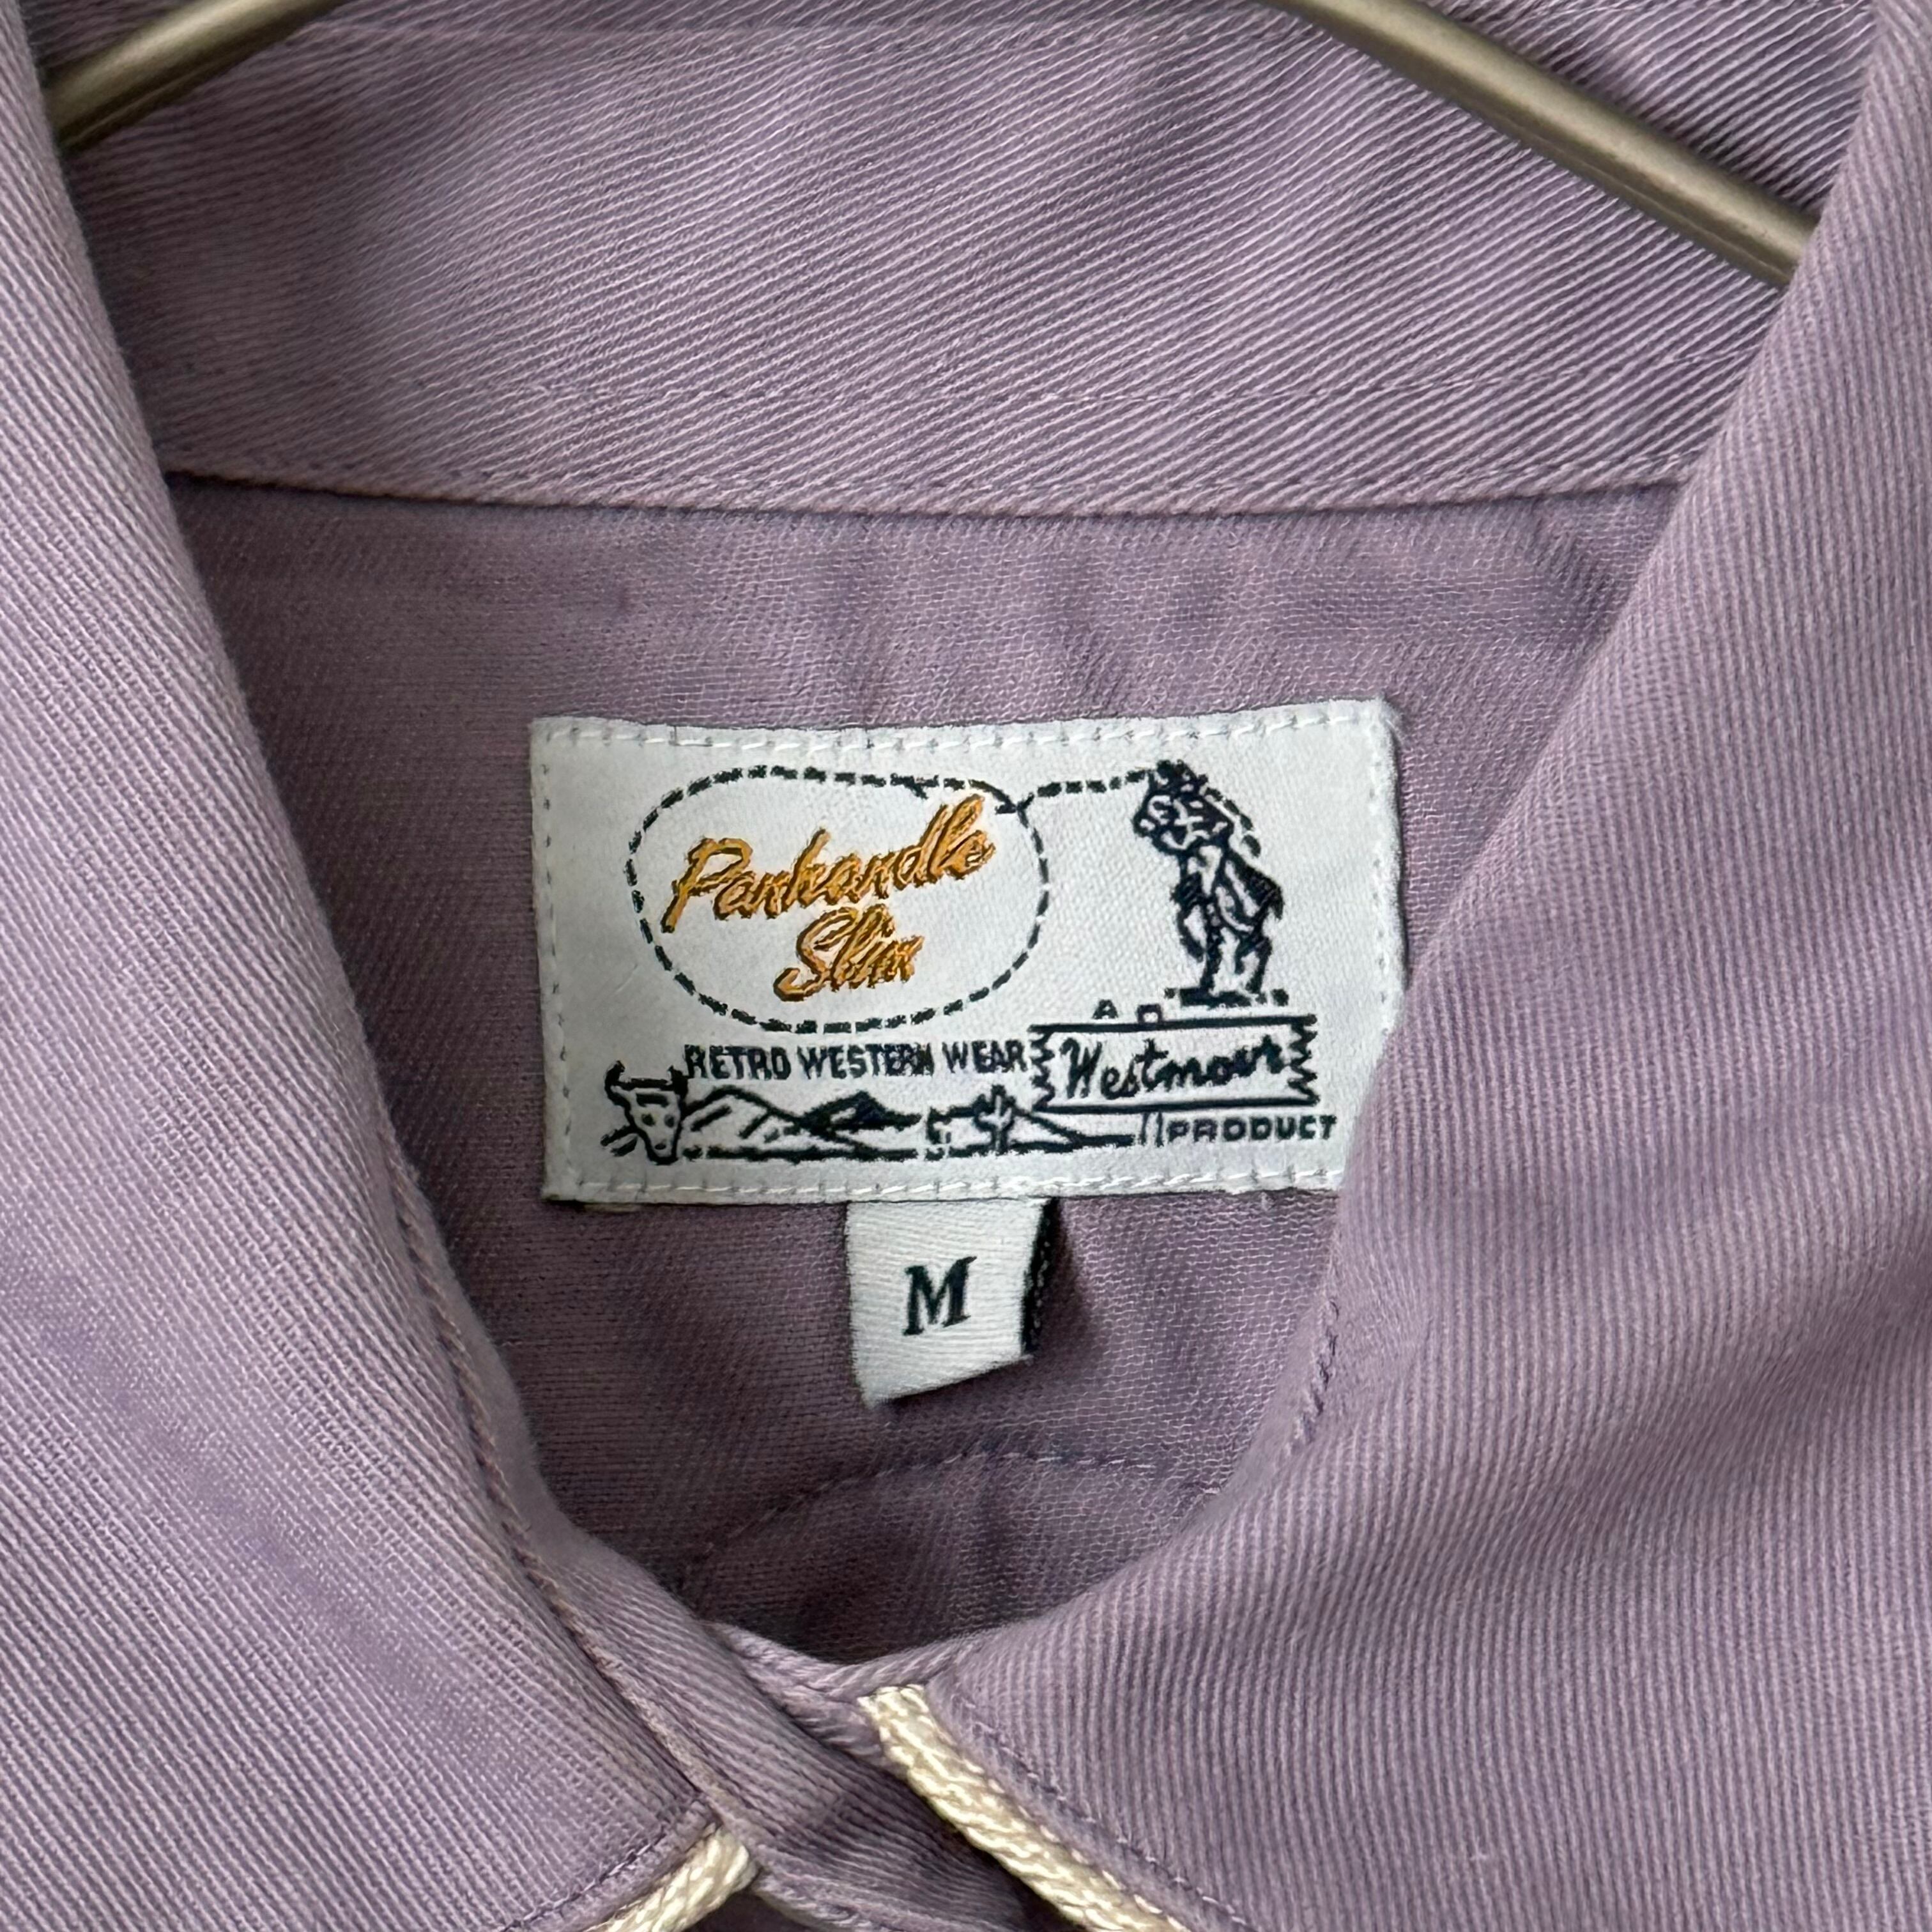 Panhandle
Slim
RETRO WESTERN WEAR
A
Westmoor
PRODUCT
M